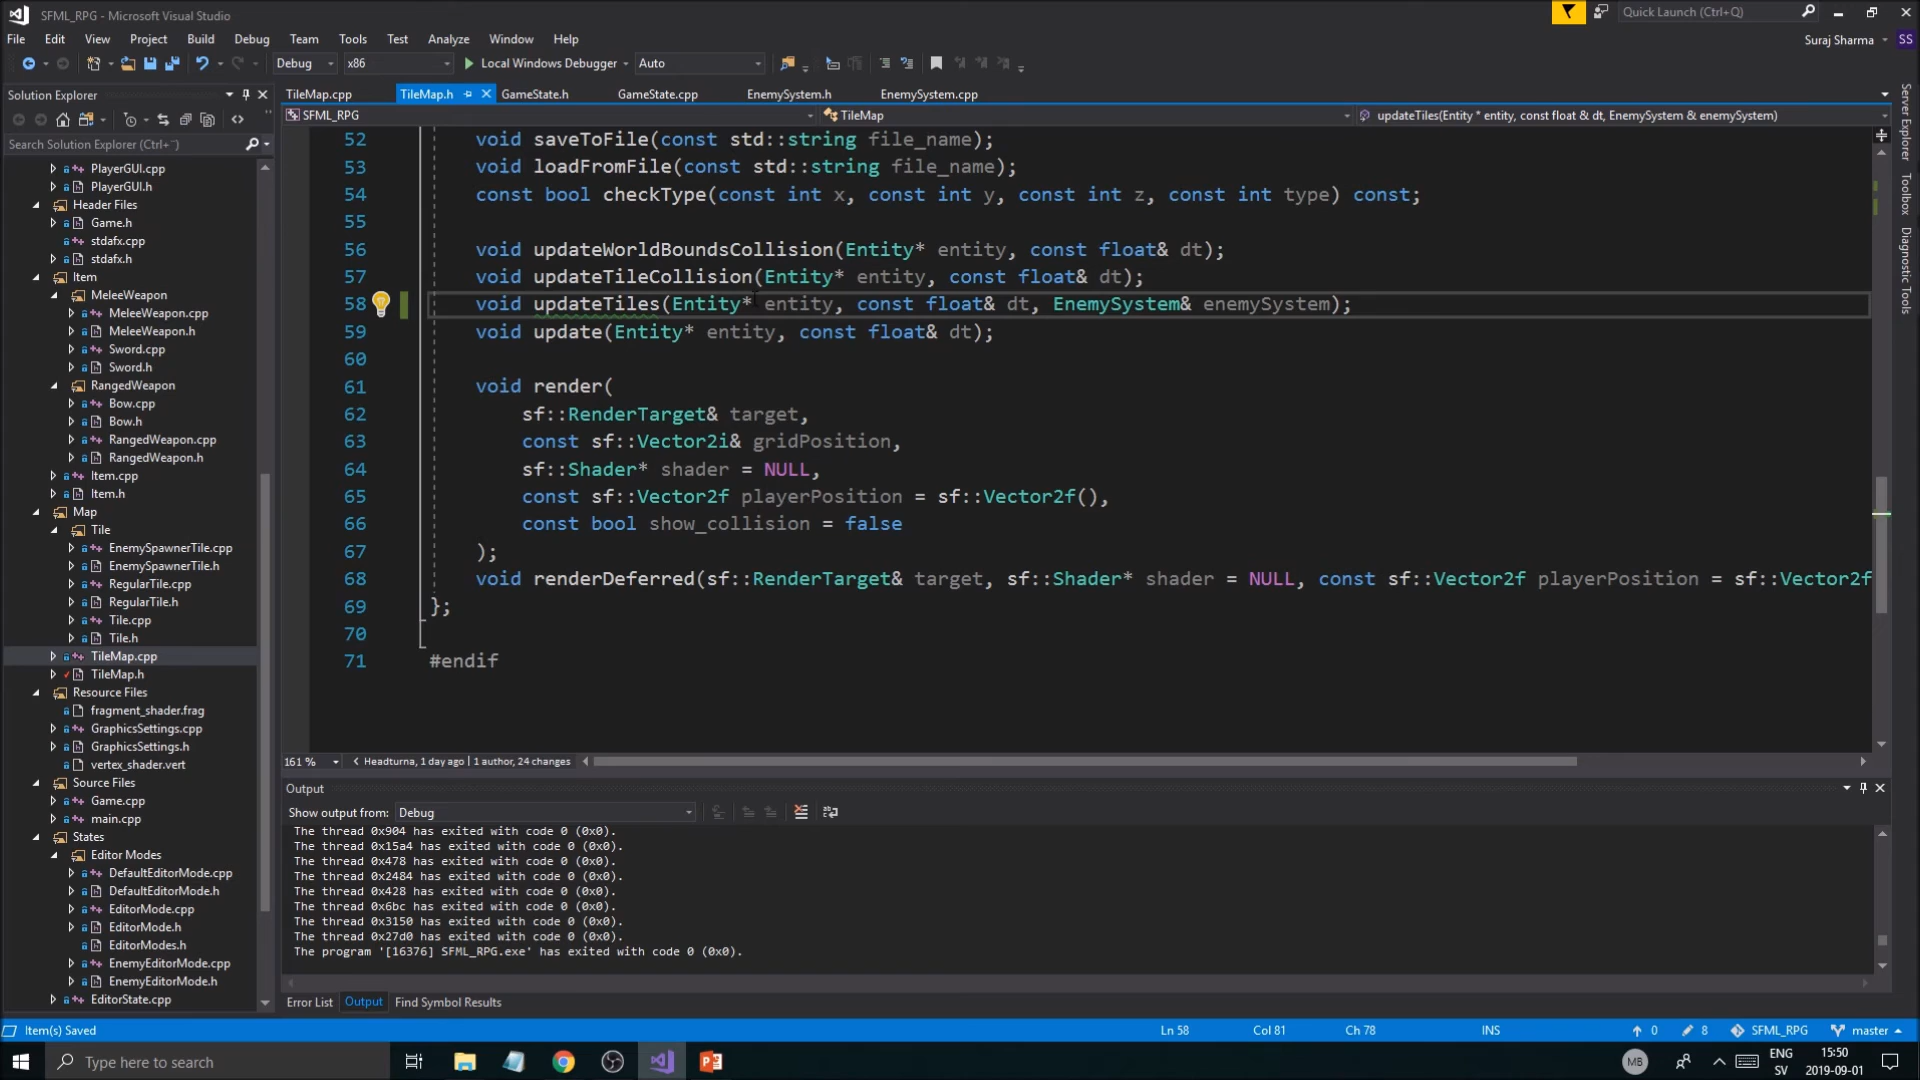 SFML_RPG - Microsoft Visual Studio
Quick Launch (Ctrl+Q)
File Edit View Project Build Debug Team Tools Test Analyze Window Help
Suraj Sharma SS
Debug x86 Local Windows Debugger Auto
Solution Explorer
Search Solution Explorer (Ctrl+¨)
PlayerGUI.cpp
PlayerGUI.h
Header Files
Game.h
stdafx.cpp
stdafx.h
Item
MeleeWeapon
MeleeWeapon.cpp
MeleeWeapon.h
Sword.cpp
Sword.h
RangedWeapon
Bow.cpp
Bow.h
RangedWeapon.cpp
RangedWeapon.h
Item.cpp
Item.h
Map
Tile
EnemySpawnerTile.cpp
EnemySpawnerTile.h
RegularTile.cpp
RegularTile.h
Tile.cpp
Tile.h
TileMap.cpp
TileMap.h
Resource Files
fragment_shader.frag
GraphicsSettings.cpp
GraphicsSettings.h
vertex_shader.vert
Source Files
Game.cpp
main.cpp
States
Editor Modes
DefaultEditorMode.cpp
DefaultEditorMode.h
EditorMode.cpp
EditorMode.h
EditorModes.h
EnemyEditorMode.cpp
EnemyEditorMode.h
EditorState.cpp
TileMap.cpp TileMap.h GameState.h GameState.cpp EnemySystem.h EnemySystem.cpp
SFML_RPG TileMap updateTiles(Entity * entity, const float & dt, EnemySystem & enemySystem)
52 void saveToFile(const std::string file_name);
53 void loadFromFile(const std::string file_name);
54 const bool checkType(const int x, const int y, const int z, const int type) const;
55
56 void updateWorldBoundsCollision(Entity* entity, const float& dt);
57 void updateTileCollision(Entity* entity, const float& dt);
58 void updateTiles(Entity* entity, const float& dt, EnemySystem& enemySystem);
59 void update(Entity* entity, const float& dt);
60
61 void render(
62 sf::RenderTarget& target,
63 const sf::Vector2i& gridPosition,
64 sf::Shader* shader = NULL,
65 const sf::Vector2f playerPosition = sf::Vector2f(),
66 const bool show_collision = false
67 );
68 void renderDeferred(sf::RenderTarget& target, sf::Shader* shader = NULL, const sf::Vector2f playerPosition = sf::Vector2f
69 };
70
71 #endif
161 % Headturna, 1 day ago | 1 author, 24 changes
Output
Show output from: Debug
The thread 0x904 has exited with code 0 (0x0).
The thread 0x15a4 has exited with code 0 (0x0).
The thread 0x478 has exited with code 0 (0x0).
The thread 0x2484 has exited with code 0 (0x0).
The thread 0x428 has exited with code 0 (0x0).
The thread 0x6bc has exited with code 0 (0x0).
The thread 0x3150 has exited with code 0 (0x0).
The thread 0x27d0 has exited with code 0 (0x0).
The program '[16376] SFML_RPG.exe' has exited with code 0 (0x0).
Error List Output Find Symbol Results
Server Explorer
Toolbox
Diagnostic Tools
Item(s) Saved Ln 58 Col 81 Ch 78 INS 0 8 SFML_RPG master
Type here to search
MB
ENG
SV
15:50
2019-09-01